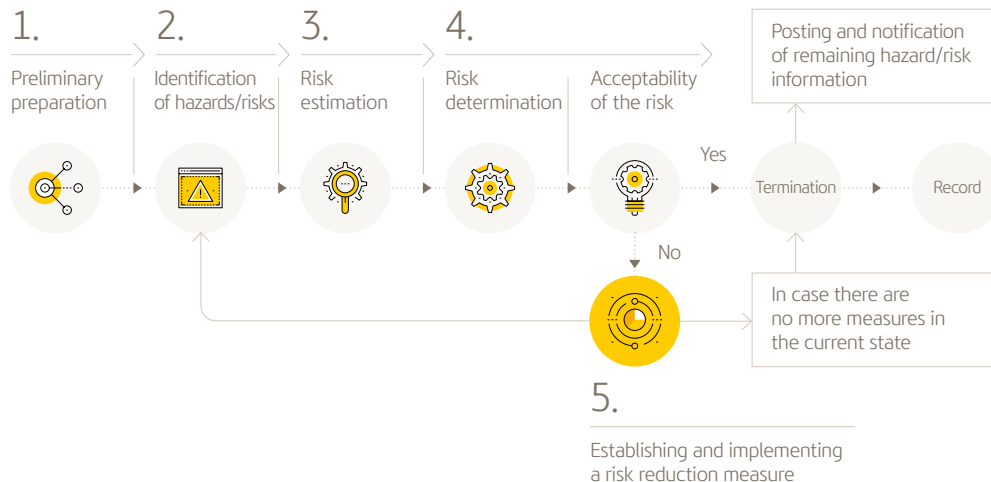 1.
Preliminary
preparation
2.
Identification
of hazards/risks
3.
Risk
estimation
4.
Risk
determination
Acceptability
of the risk
Posting and notification
of remaining hazard/risk
information
Yes
Termination
Record
No
In case there are
no more measures in
the current state
5.
Establishing and implementing
a risk reduction measure